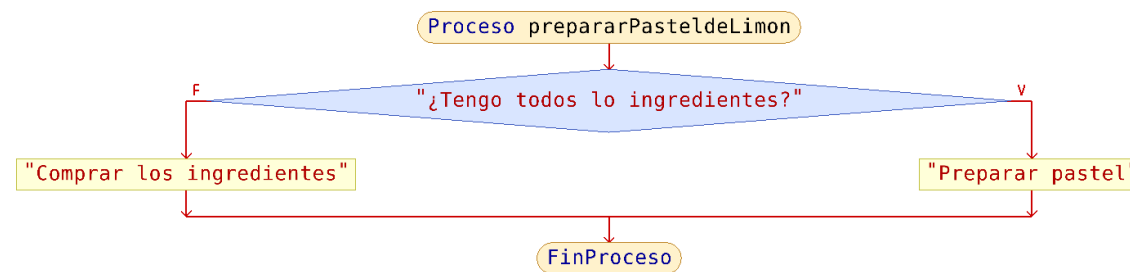 Proceso prepararPasteldeLimon
"¿Tengo todos lo ingredientes?"
F
V
"Comprar los ingredientes"
"Preparar pastel"
FinProceso